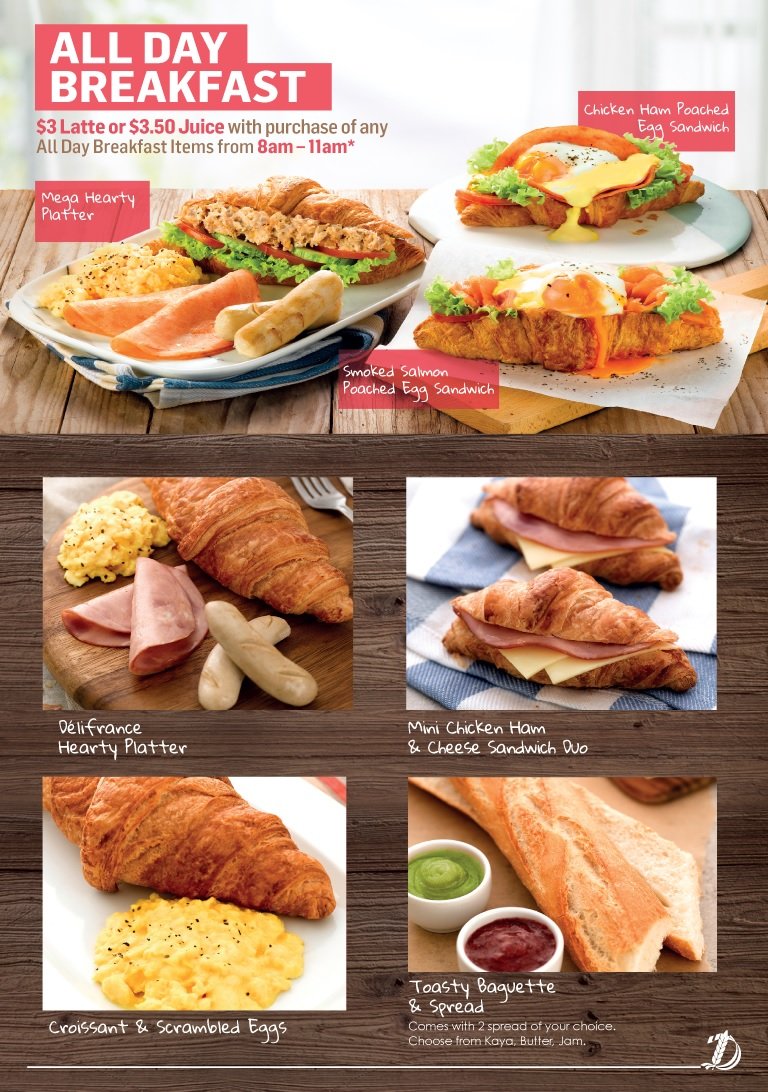 ALL DAY
BREAKFAST
$3 Latte or $3.50 Juice with purchase of any
All Day Breakfast Items from 8am – 11am*
Chicken Ham Poached
Egg Sandwich
Mega Hearty
Platter
Smoked Salmon
Poached Egg Sandwich
Délifrance
Hearty Platter
Mini Chicken Ham
& Cheese Sandwich Duo
Croissant & Scrambled Eggs
Toasty Baguette
& Spread
Comes with 2 spread of your choice.
Choose from Kaya, Butter, Jam.
D